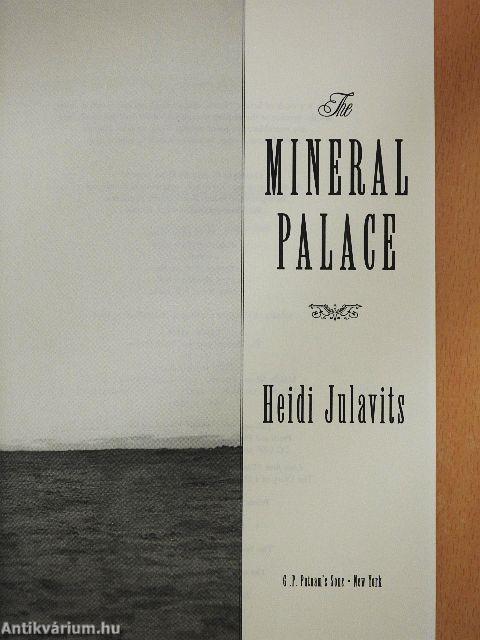 The
MINERAL
PALACE
Heidi Julavits
G. P. Putnam's Sons • New York
Antikvárium.hu